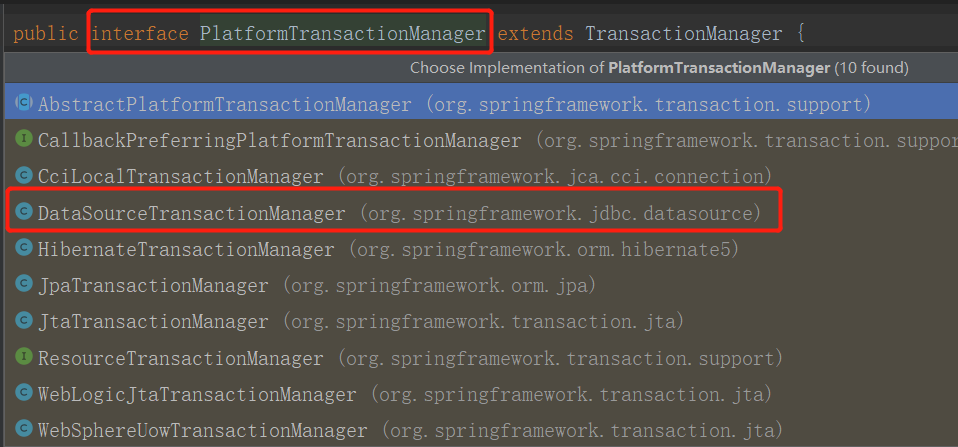 public interface PlatformTransactionManager extends TransactionManager {
Choose Implementation of PlatformTransactionManager (10 found)
AbstractPlatformTransactionManager (org.springframework.transaction.support)
CallbackPreferringPlatformTransactionManager (org.springframework.transaction.suppor
CciLocalTransactionManager (org.springframework.jca.cci.connection)
DataSourceTransactionManager (org.springframework.jdbc.datasource)
HibernateTransactionManager (org.springframework.orm.hibernate5)
JpaTransactionManager (org.springframework.orm.jpa)
JtaTransactionManager (org.springframework.transaction.jta)
ResourceTransactionManager (org.springframework.transaction.support)
WebLogicJtaTransactionManager (org.springframework.transaction.jta)
WebSphereUowTransactionManager (org.springframework.transaction.jta)